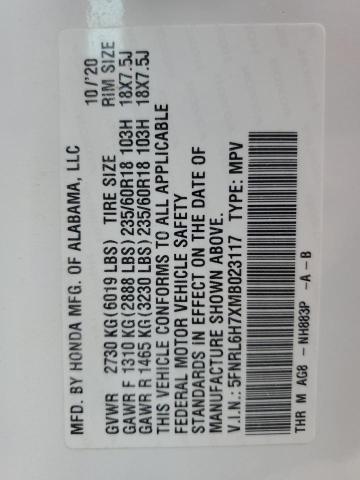 MFD. BY HONDA MFG. OF ALABAMA, LLC 10/'20
GVWR 2730 KG(6019 LBS) TIRE SIZE RIM SIZE
GAWR F 1310 KG(2888 LBS)235/60R18 103H 18X7.5J
GAWR R 1465 KG(3230 LBS)235/60R18 103H 18X7.5J
THIS VEHICLE CONFORMS TO ALL APPLICABLE
FEDERAL MOTOR VEHICLE SAFETY
STANDARDS IN EFFECT ON THE DATE OF
MANUFACTURE SHOWN ABOVE.
V.I.N.: 5FNRL6H7XMB023117 TYPE: MPV
THR M AG8 - NH883P -A-B